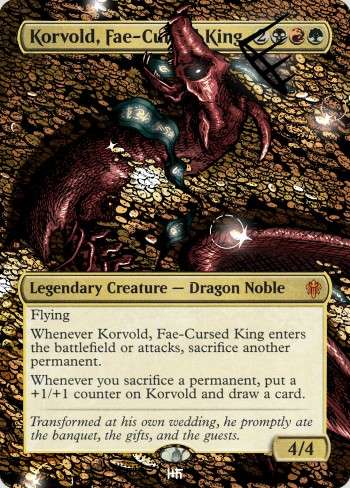 Korvold, Fae-Cursed King 2
Legendary Creature — Dragon Noble
Flying
Whenever Korvold, Fae-Cursed King enters
the battlefield or attacks, sacrifice another
permanent.
Whenever you sacrifice a permanent, put a
+1/+1 counter on Korvold and draw a card.
Transformed at his own wedding, he promptly ate
the banquet, the gifts, and the guests.
4/4